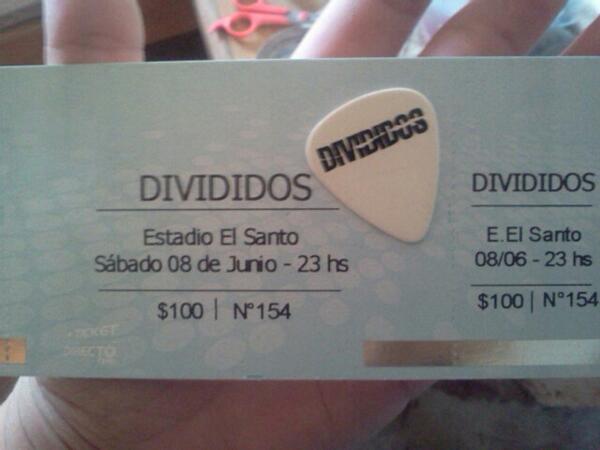 DIVIDIDOS
DIVIDIDOS
Estadio El Santo
Sábado 08 de Junio - 23 hs
$100 | N°154
TICKET
DIRECTO
DIVIDIDOS
E.El Santo
08/06 - 23 hs
$100 | N°154